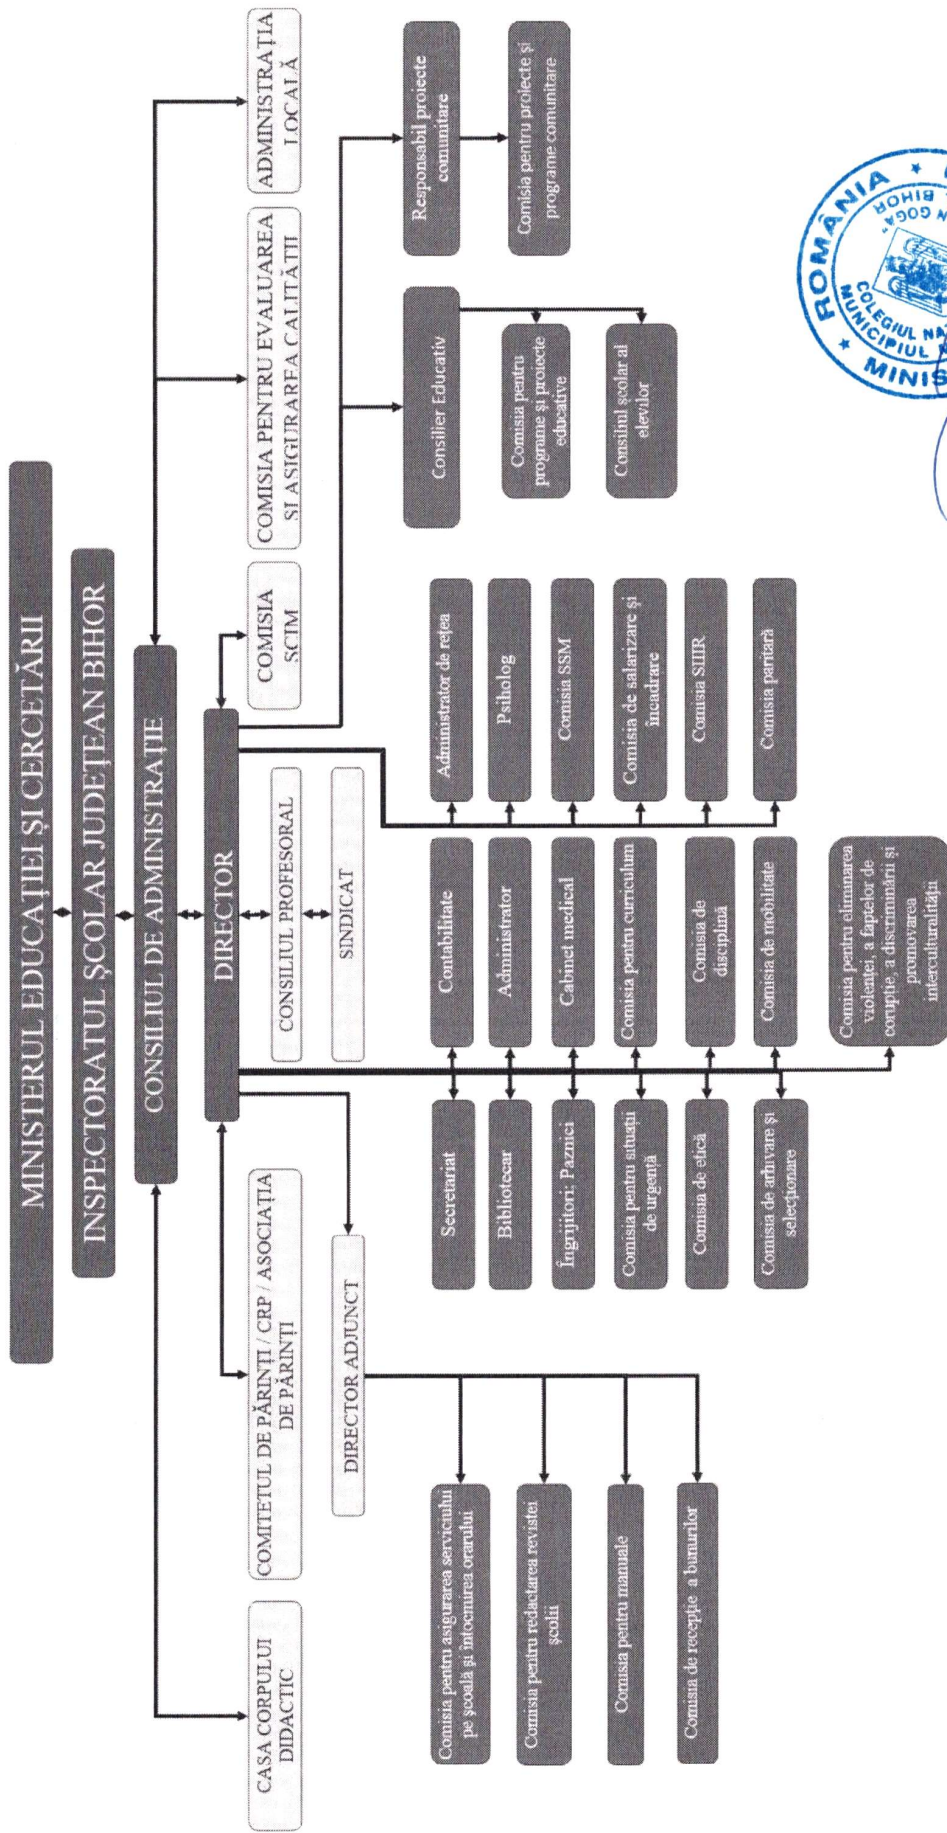 MINISTERUL EDUCAȚIEI ȘI CERCETĂRII
INSPECTORATUL ȘCOLAR JUDEȚEAN BIHOR
CONSILIUL DE ADMINISTRAȚIE
DIRECTOR
CASA CORPULUI
DIDACTIC
COMITETUL DE PĂRINȚI / CRP / ASOCIAȚIA
DE PĂRINȚI
CONSILIUL PROFESORAL
COMISIA
SCIM
COMISIA PENTRU EVALUAREA
SI ASIGURAREA CALITĂȚII
ADMINISTRAȚIA
LOCALĂ
DIRECTOR ADJUNCT
SINDICAT
Comisia pentru asigurarea serviciului
pe școală și întocmirea orarului
Comisia pentru redactarea revistei
școlii
Comisia pentru manuale
Comisia de recepție a bunurilor
Secretariat
Bibliotecar
Îngrijitori; Paznici
Comisia pentru situații
de urgență
Comisia de etică
Comisia de arhivare și
selecționare
Contabilitate
Administrator
Cabinet medical
Comisia pentru curriculum
Comisia de
disciplină
Comisia de mobilitate
Comisia pentru eliminarea
violenței, a faptelor de
corupție, a discriminării și
promovarea
interculturalității
Administrator de rețea
Psiholog
Comisia SSM
Comisia de salarizare și
încadrare
Comisia SIIIR
Comisia paritară
Consilier Educativ
Comisia pentru
programe și proiecte
educative
Consiliul școlar al
elevilor
Responsabil proiecte
comunitare
Comisia pentru proiecte și
programe comunitare
ROMÂNIA
COLEGIUL
MUNICIPIUL
GOGA"
BIHOR